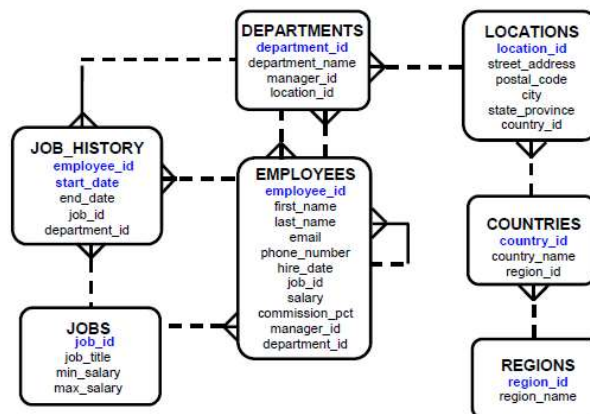 DEPARTMENTS
department_id
department_name
manager_id
location_id
LOCATIONS
location_id
street_address
postal_code
city
state_province
country_id
JOB_HISTORY
employee_id
start_date
end_date
job_id
department_id
EMPLOYEES
employee_id
first_name
last_name
email
phone_number
hire_date
job_id
salary
commission_pct
manager_id
department_id
COUNTRIES
country_id
country_name
region_id
JOBS
job_id
job_title
min_salary
max_salary
REGIONS
region_id
region_name